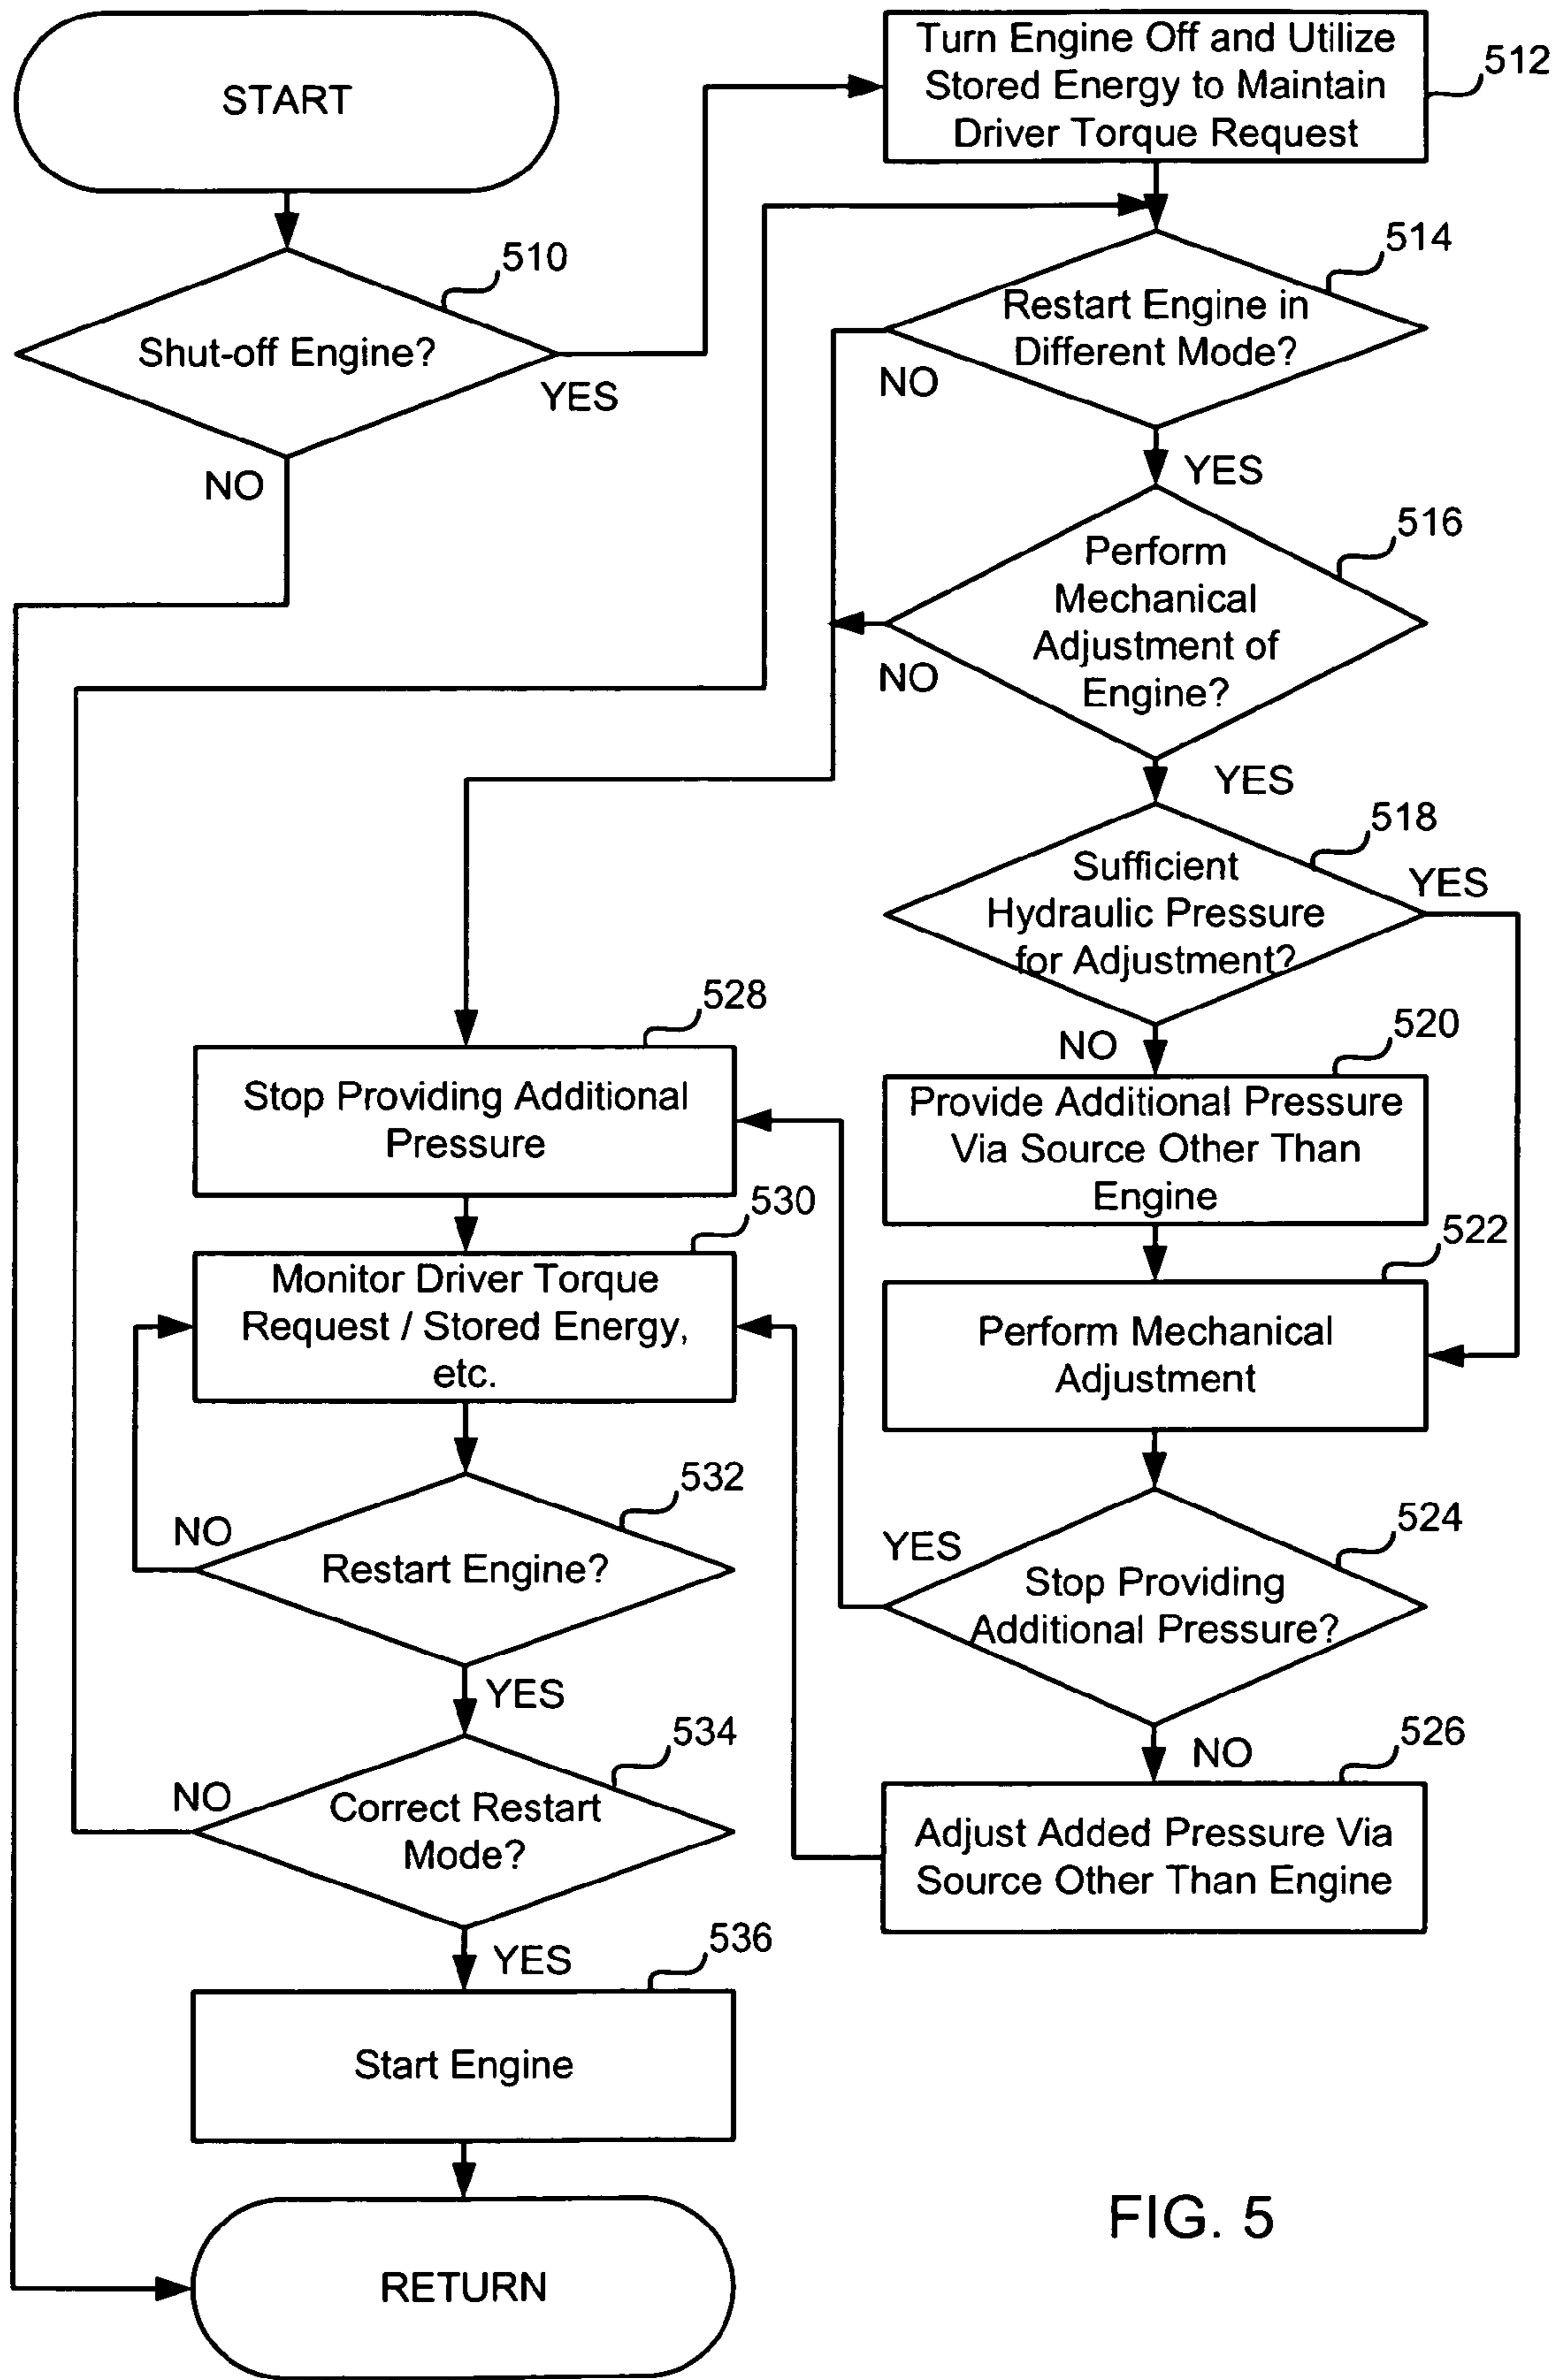 START
510
Shut-off Engine?
YES
NO
Turn Engine Off and Utilize
Stored Energy to Maintain
Driver Torque Request
512
514
Restart Engine in
Different Mode?
NO
YES
516
Perform
Mechanical
Adjustment of
Engine?
NO
YES
518
Sufficient
Hydraulic Pressure
for Adjustment?
YES
NO
520
Provide Additional Pressure
Via Source Other Than
Engine
522
Perform Mechanical
Adjustment
524
YES
Stop Providing
Additional Pressure?
NO
526
Adjust Added Pressure Via
Source Other Than Engine
528
Stop Providing Additional
Pressure
530
Monitor Driver Torque
Request / Stored Energy,
etc.
532
NO
Restart Engine?
YES
534
NO
Correct Restart
Mode?
YES
536
Start Engine
RETURN
FIG. 5